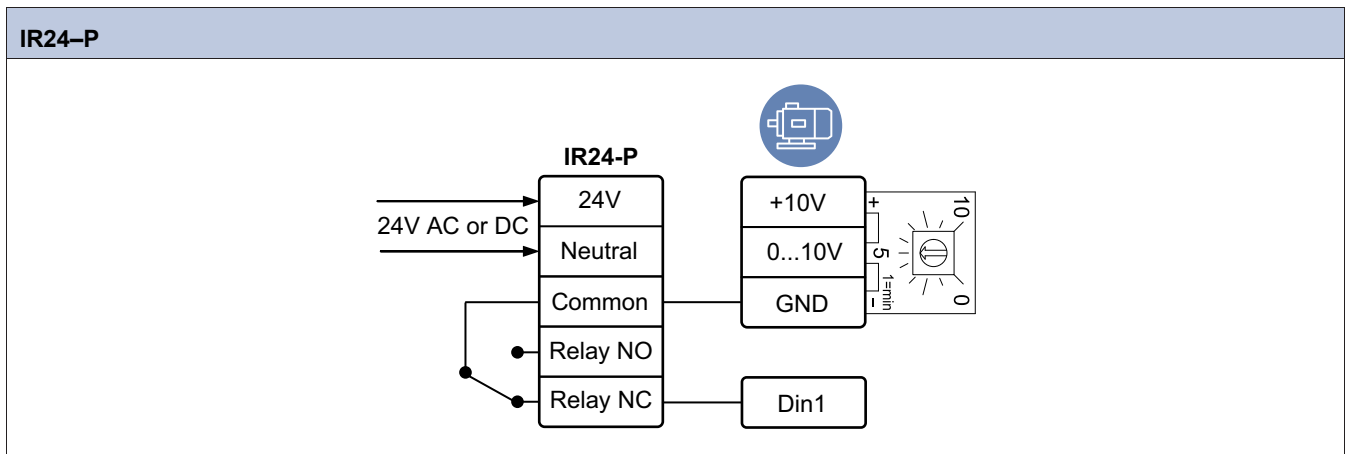 IR24–P
IR24-P
24V AC or DC
24V
Neutral
Common
Relay NO
Relay NC
+10V
0...10V
GND
Din1
+
5
1=min
-
10
0